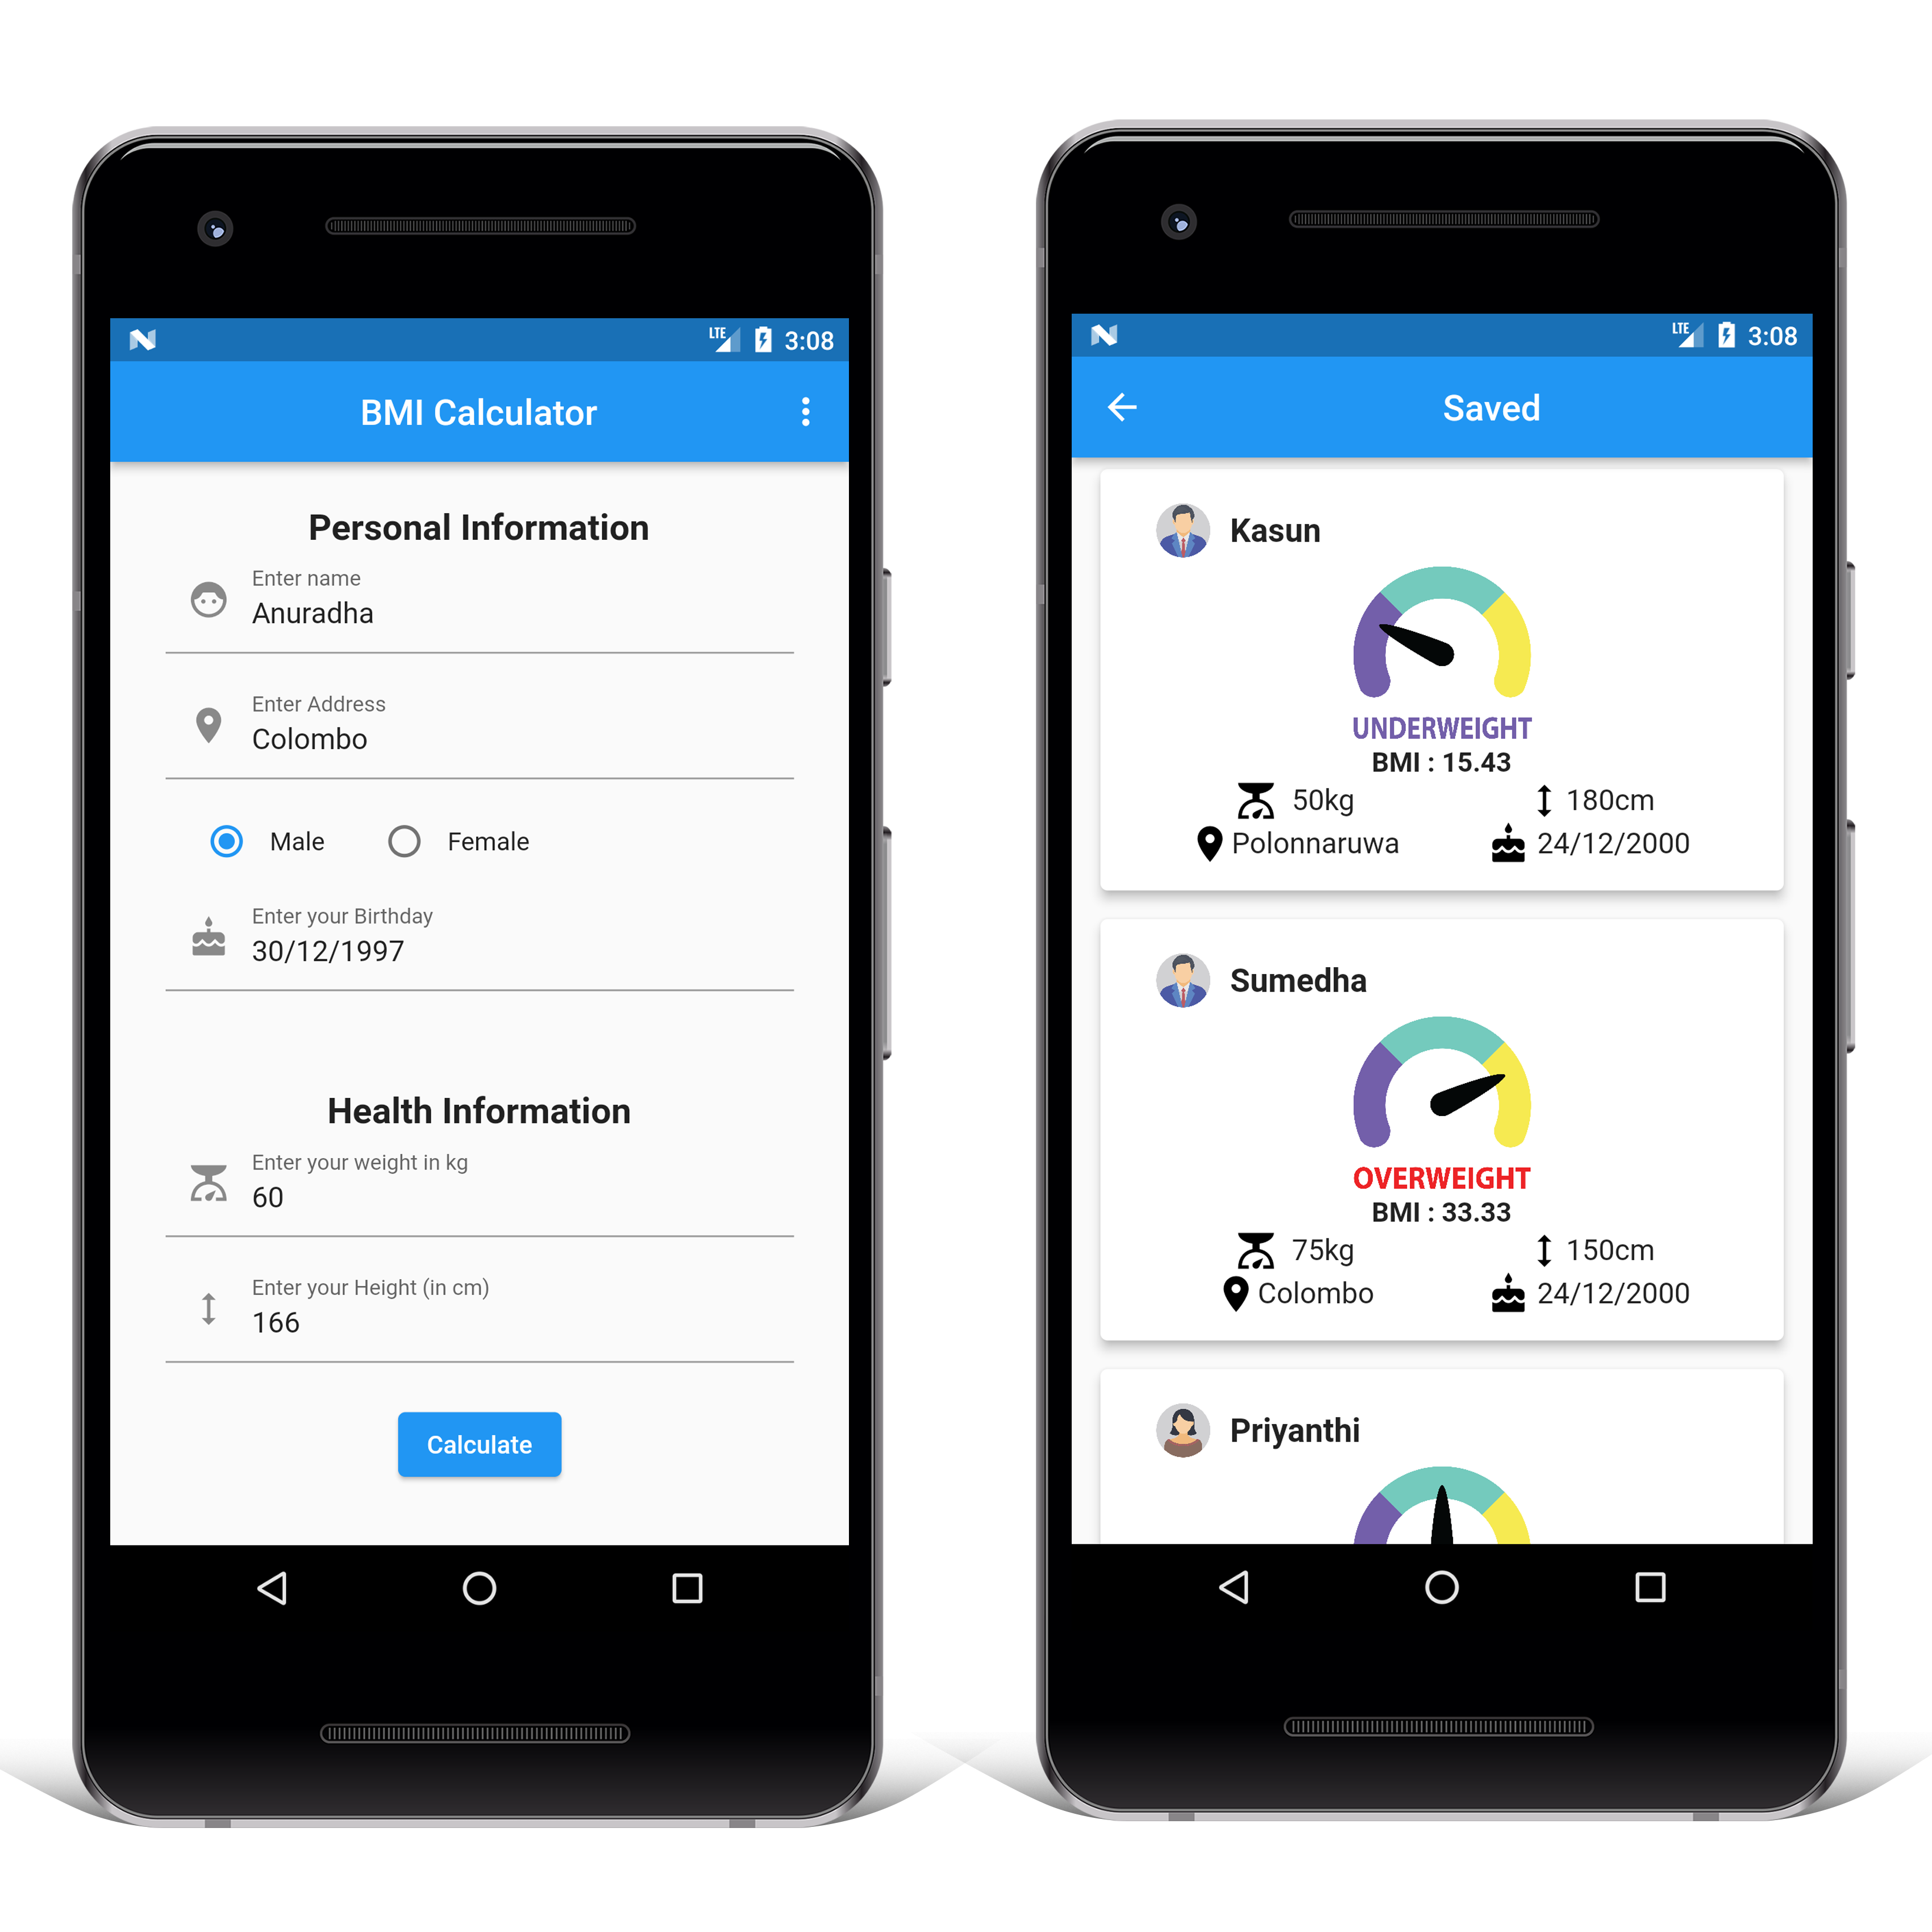 LTE 3:08
BMI Calculator
Personal Information
Enter name
Anuradha
Enter Address
Colombo
Male Female
Enter your Birthday
30/12/1997
Health Information
Enter your weight in kg
60
Enter your Height (in cm)
166
Calculate
LTE 3:08
Saved
Kasun
UNDERWEIGHT
BMI : 15.43
50kg 180cm
Polonnaruwa 24/12/2000
Sumedha
OVERWEIGHT
BMI : 33.33
75kg 150cm
Colombo 24/12/2000
Priyanthi